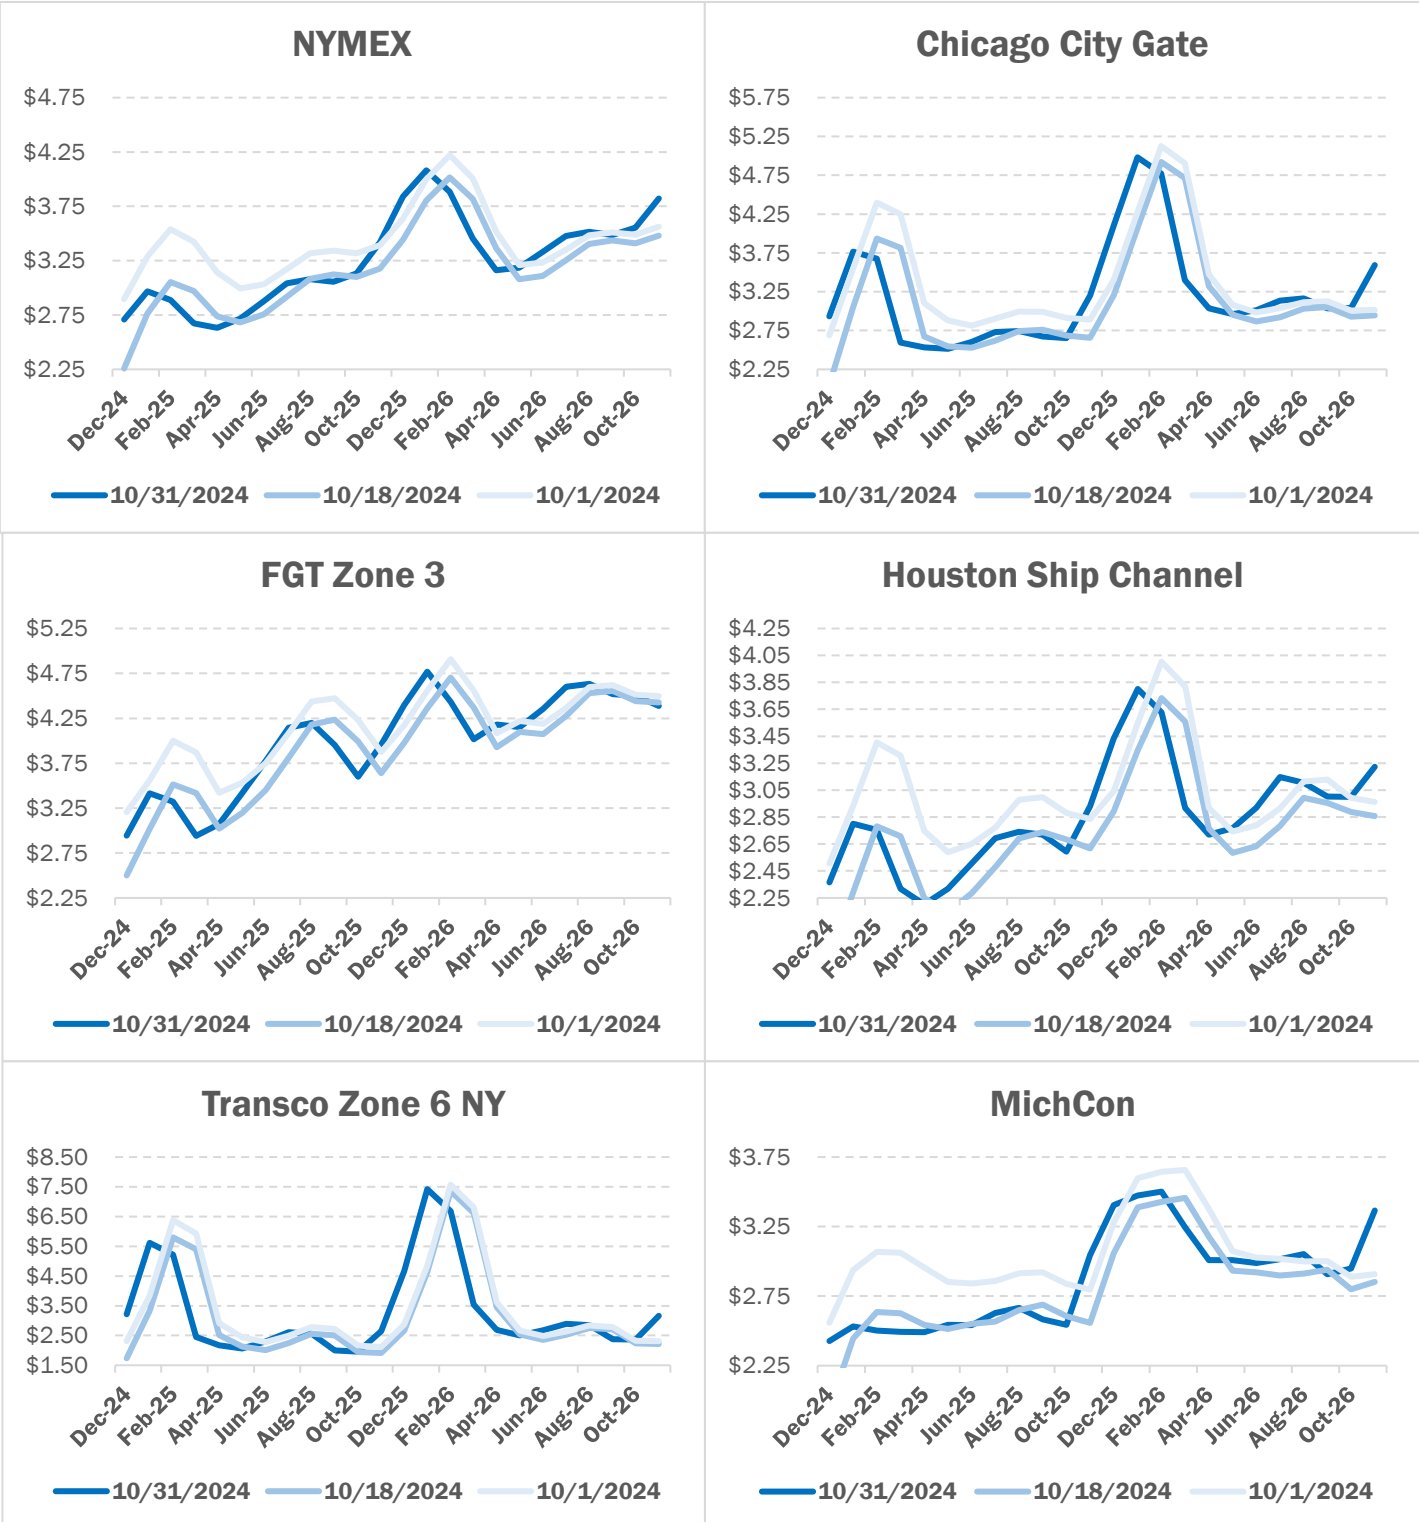 NYMEX
$4.75
$4.25
$3.75
$3.25
$2.75
$2.25
Dec-24 Feb-25 Apr-25 Jun-25 Aug-25 Oct-25 Dec-25 Feb-26 Apr-26 Jun-26 Aug-26 Oct-26
10/31/2024 10/18/2024 10/1/2024
Chicago City Gate
$5.75
$5.25
$4.75
$4.25
$3.75
$3.25
$2.75
$2.25
Dec-24 Feb-25 Apr-25 Jun-25 Aug-25 Oct-25 Dec-25 Feb-26 Apr-26 Jun-26 Aug-26 Oct-26
10/31/2024 10/18/2024 10/1/2024
FGT Zone 3
$5.25
$4.75
$4.25
$3.75
$3.25
$2.75
$2.25
Dec-24 Feb-25 Apr-25 Jun-25 Aug-25 Oct-25 Dec-25 Feb-26 Apr-26 Jun-26 Aug-26 Oct-26
10/31/2024 10/18/2024 10/1/2024
Houston Ship Channel
$4.25
$4.05
$3.85
$3.65
$3.45
$3.25
$3.05
$2.85
$2.65
$2.45
$2.25
Dec-24 Feb-25 Apr-25 Jun-25 Aug-25 Oct-25 Dec-25 Feb-26 Apr-26 Jun-26 Aug-26 Oct-26
10/31/2024 10/18/2024 10/1/2024
Transco Zone 6 NY
$8.50
$7.50
$6.50
$5.50
$4.50
$3.50
$2.50
$1.50
Dec-24 Feb-25 Apr-25 Jun-25 Aug-25 Oct-25 Dec-25 Feb-26 Apr-26 Jun-26 Aug-26 Oct-26
10/31/2024 10/18/2024 10/1/2024
MichCon
$3.75
$3.25
$2.75
$2.25
Dec-24 Feb-25 Apr-25 Jun-25 Aug-25 Oct-25 Dec-25 Feb-26 Apr-26 Jun-26 Aug-26 Oct-26
10/31/2024 10/18/2024 10/1/2024